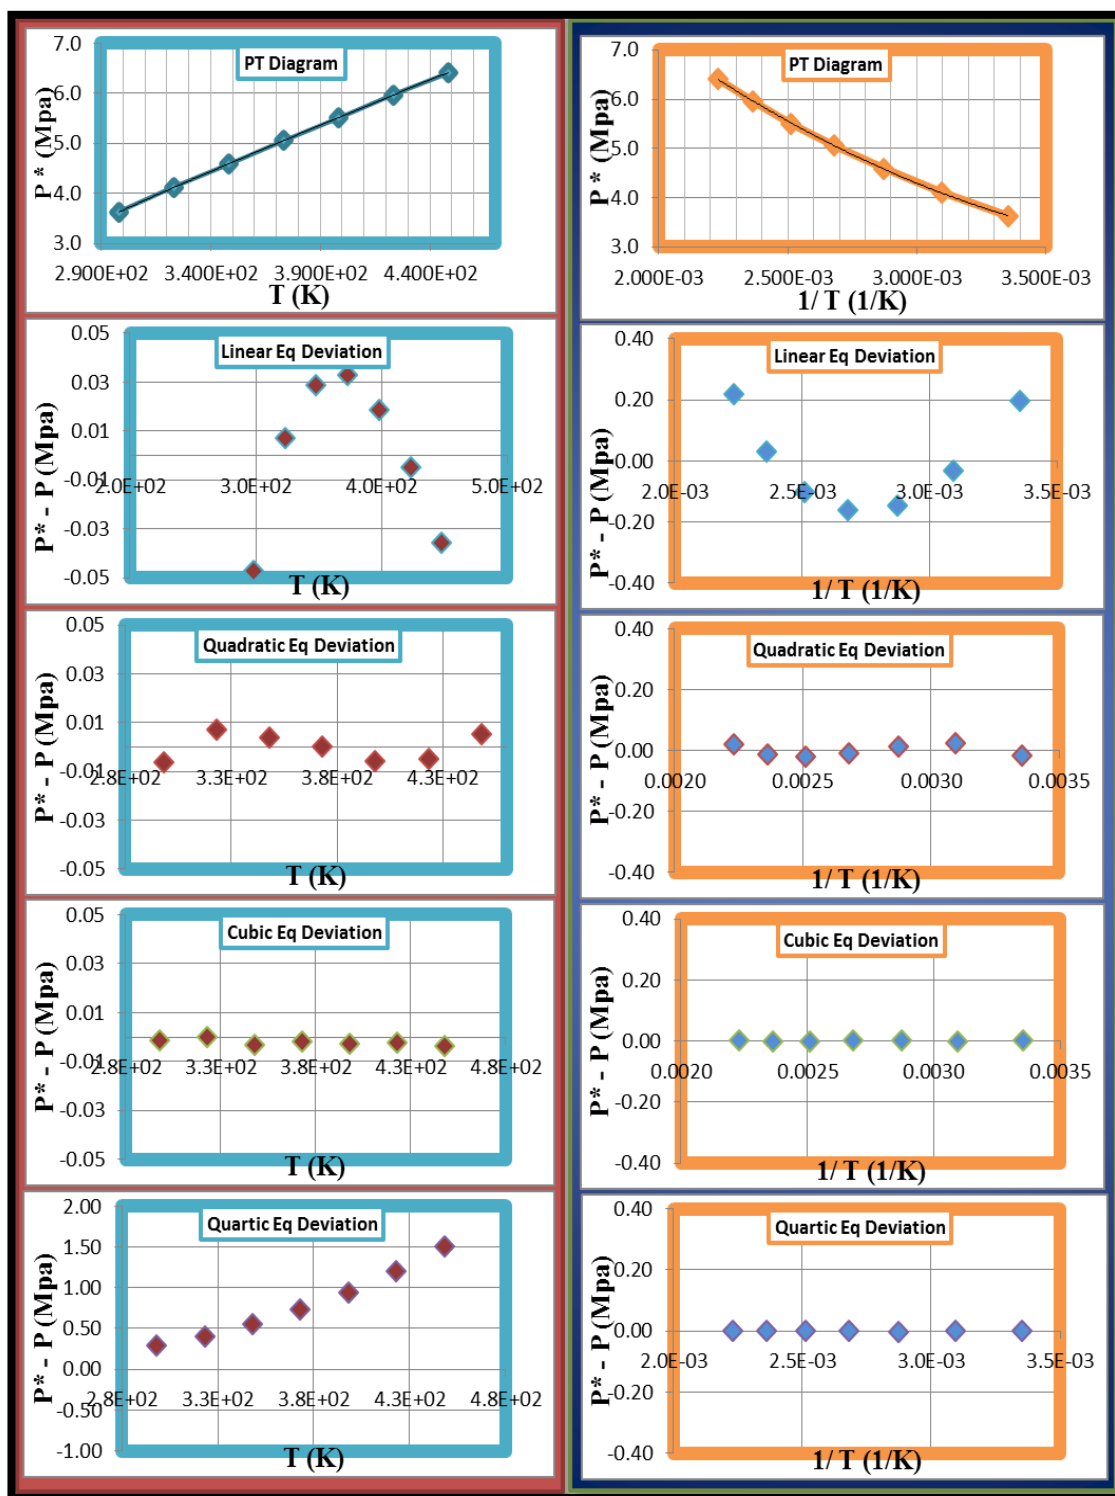 PT Diagram
7.0
6.0
5.0
4.0
3.0
P * (Mpa)
2.900E+02 3.400E+02 3.900E+02 4.400E+02
T (K)
PT Diagram
7.0
6.0
5.0
4.0
3.0
P * (Mpa)
2.0000E-03 2.5000E-03 3.0000E-03 3.5000E-03
1/ T (1/K)
Linear Eq Deviation
0.05
0.03
0.01
-0.01
-0.03
-0.05
P* - P (Mpa)
2.0E+02 3.0E+02 4.0E+02 5.0E+02
T (K)
Linear Eq Deviation
0.40
0.20
0.00
-0.20
-0.40
P* - P (Mpa)
2.0E-03 2.5E-03 3.0E-03 3.5E-03
1/ T (1/K)
Quadratic Eq Deviation
0.05
0.03
0.01
-0.01
-0.03
-0.05
P* - P (Mpa)
2.8E+02 3.3E+02 3.8E+02 4.3E+02
T (K)
Quadratic Eq Deviation
0.40
0.20
0.00
-0.20
-0.40
P* - P (Mpa)
0.0020 0.0025 0.0030 0.0035
1/ T (1/K)
Cubic Eq Deviation
0.05
0.03
0.01
-0.01
-0.03
-0.05
P* - P (Mpa)
2.8E+02 3.3E+02 3.8E+02 4.3E+02 4.8E+02
T (K)
Cubic Eq Deviation
0.40
0.20
0.00
-0.20
-0.40
P* - P (Mpa)
0.0020 0.0025 0.0030 0.0035
1/ T (1/K)
Quartic Eq Deviation
2.00
1.50
1.00
0.50
0.00
-0.50
-1.00
P* - P (Mpa)
2.8E+02 3.3E+02 3.8E+02 4.3E+02 4.8E+02
T (K)
Quartic Eq Deviation
0.40
0.20
0.00
-0.20
-0.40
P* - P (Mpa)
2.0E-03 2.5E-03 3.0E-03 3.5E-03
1/ T (1/K)